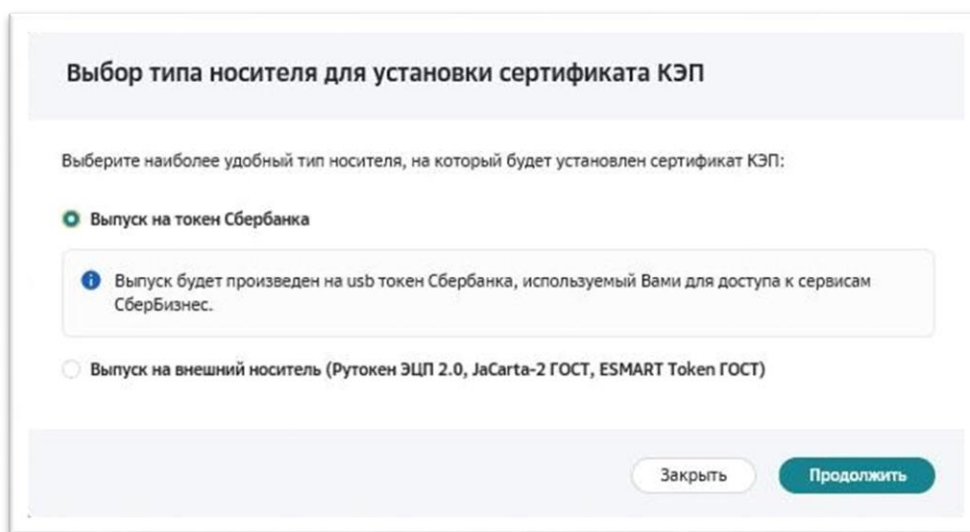 Выбор типа носителя для установки сертификата КЭП
Выберите наиболее удобный тип носителя, на который будет установлен сертификат КЭП:
Выпуск на токен Сбербанка
Выпуск будет произведен на usb токен Сбербанка, используемый Вами для доступа к сервисам
СберБизнес.
Выпуск на внешний носитель (Рутокен ЭЦП 2.0, JaCarta-2 ГОСТ, ESMART Token ГОСТ)
Закрыть
Продолжить